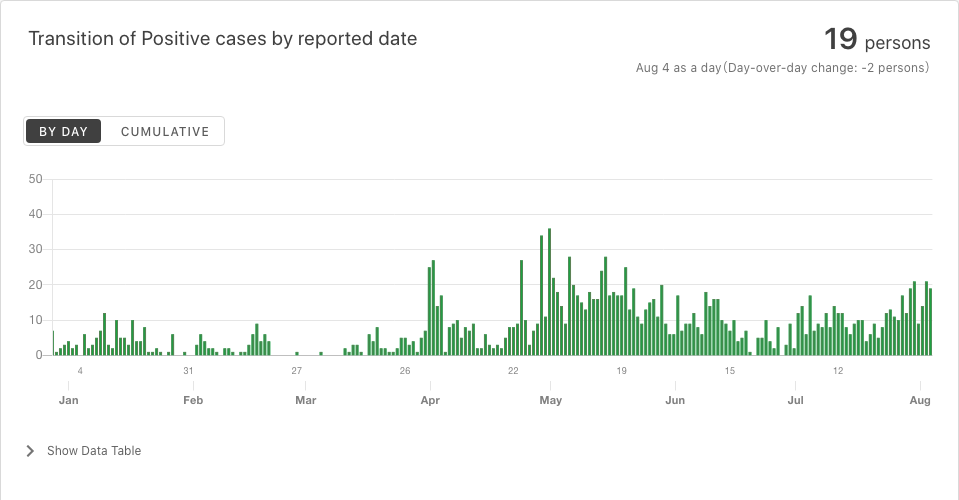 Transition of Positive cases by reported date
19 persons
Aug 4 as a day(Day-over-day change: -2 persons)
BY DAY CUMULATIVE
50
40
30
20
10
0
4 31 27 26 22 19 15 12
Jan Feb Mar Apr May Jun Jul Aug
Show Data Table